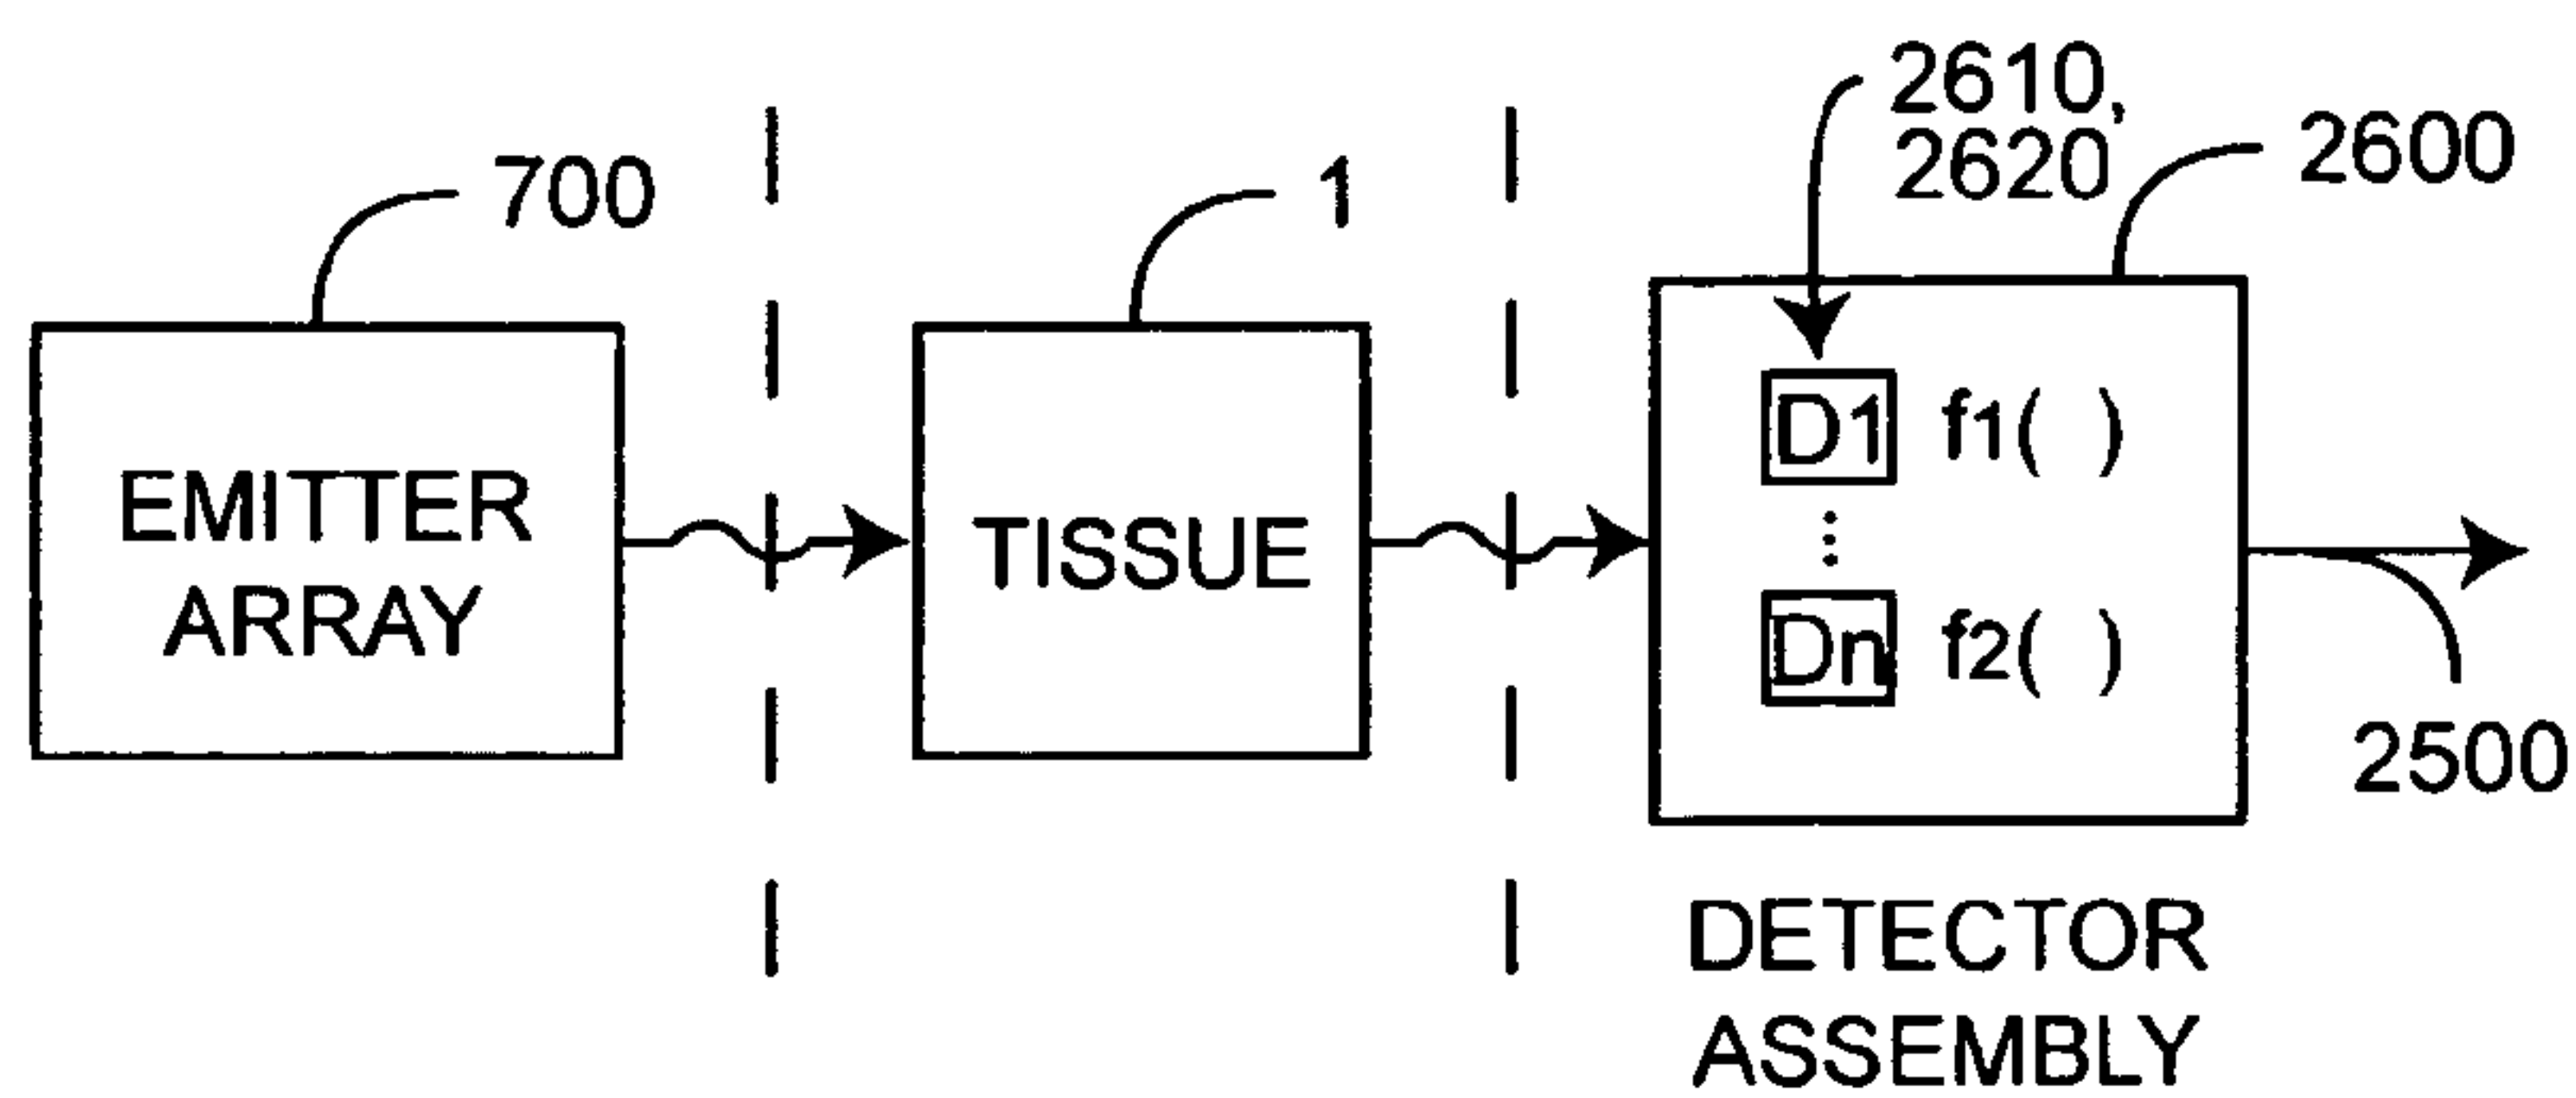 2610,
2620
2600
700
1
EMITTER
ARRAY
TISSUE
D1 f1( )
Dn f2( )
2500
DETECTOR
ASSEMBLY